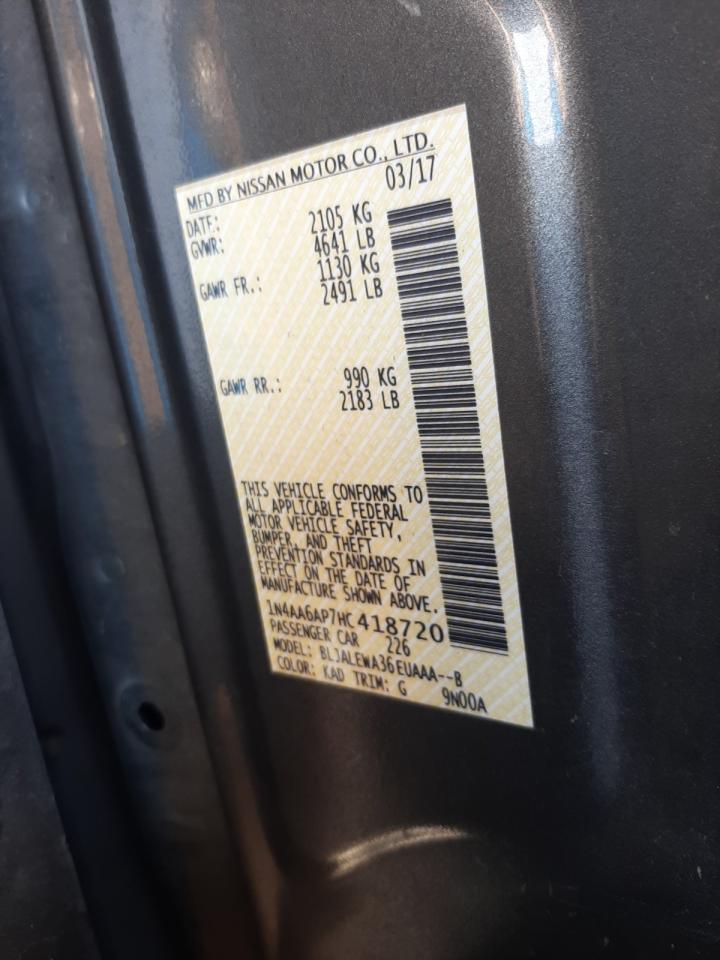 MFD BY NISSAN MOTOR CO., LTD.
DATE: 03/17
GVWR: 2105 KG
4641 LB
GAWR FR.: 1130 KG
2491 LB
GAWR RR.: 990 KG
2183 LB
THIS VEHICLE CONFORMS TO
ALL APPLICABLE FEDERAL
MOTOR VEHICLE SAFETY,
BUMPER, AND THEFT
PREVENTION STANDARDS IN
EFFECT ON THE DATE OF
MANUFACTURE SHOWN ABOVE.
1N4AA6AP7HC418720
PASSENGER CAR 226
MODEL: BLJALEWA36EUAAA--B
COLOR: KAD TRIM: G 9N00A